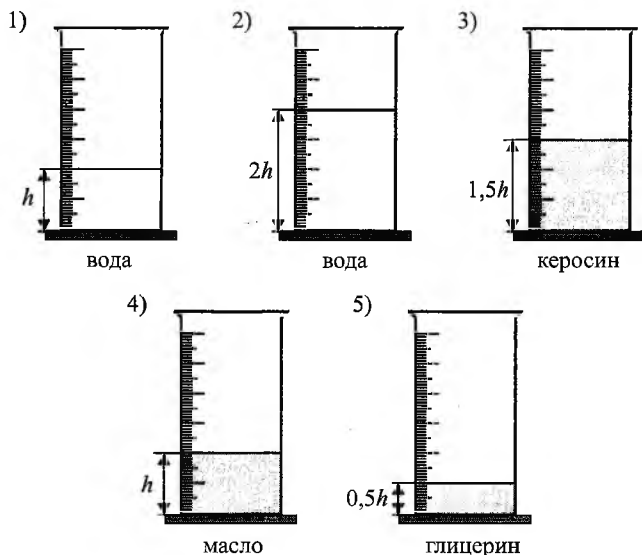 1)
h
вода
2)
2h
вода
3)
1,5h
керосин
4)
h
масло
5)
0,5h
глицерин